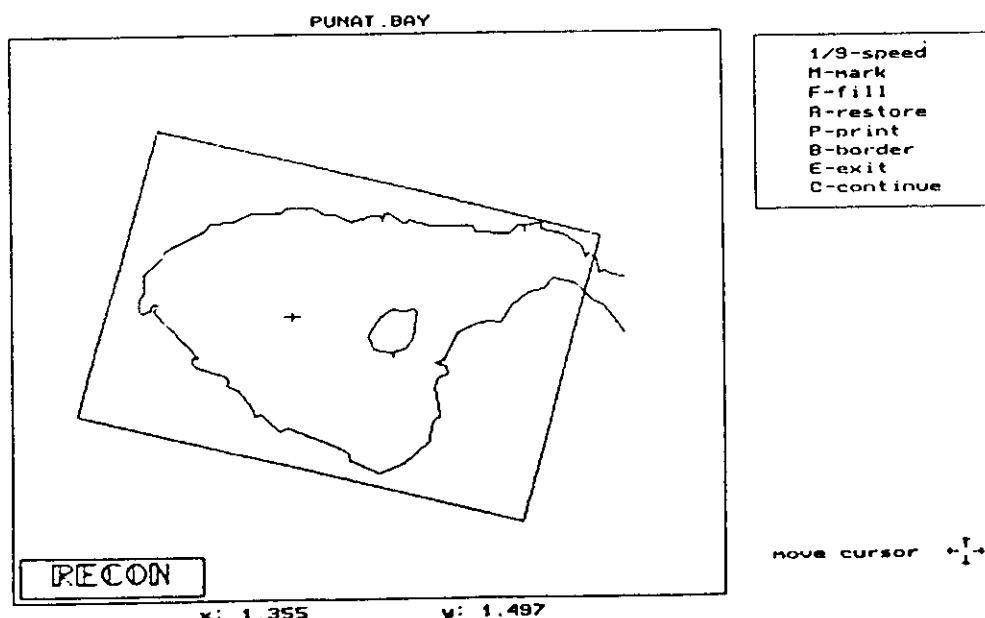 PUNAT.BAY
1/9-speed
M-mark
F-fill
R-restore
P-print
B-border
E-exit
C-continue
move cursor
RECON
x: 1.355 y: 1.497